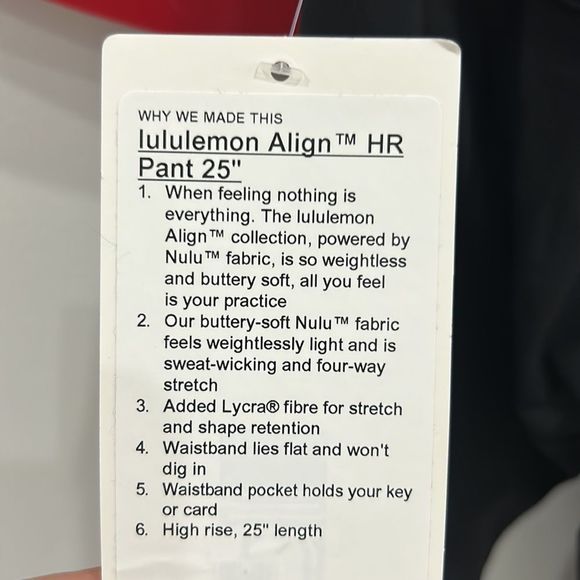 WHY WE MADE THIS
lululemon Align™ HR
Pant 25"
1. When feeling nothing is
everything. The lululemon
Align™ collection, powered by
Nulu™ fabric, is so weightless
and buttery soft, all you feel
is your practice
2. Our buttery-soft Nulu™ fabric
feels weightlessly light and is
sweat-wicking and four-way
stretch
3. Added Lycra® fibre for stretch
and shape retention
4. Waistband lies flat and won't
dig in
5. Waistband pocket holds your key
or card
6. High rise, 25" length